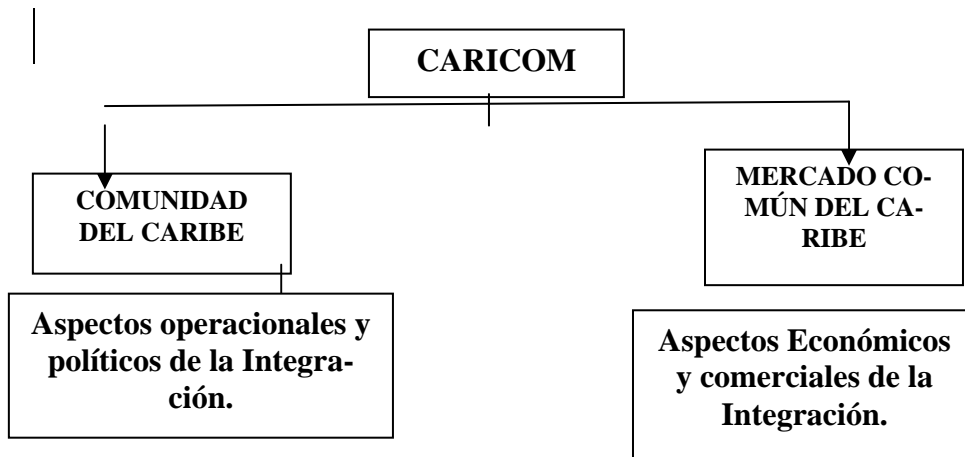 CARICOM
COMUNIDAD
DEL CARIBE
MERCADO CO-
MÚN DEL CA-
RIBE
Aspectos operacionales y
políticos de la Integra-
ción.
Aspectos Económicos
y comerciales de la
Integración.